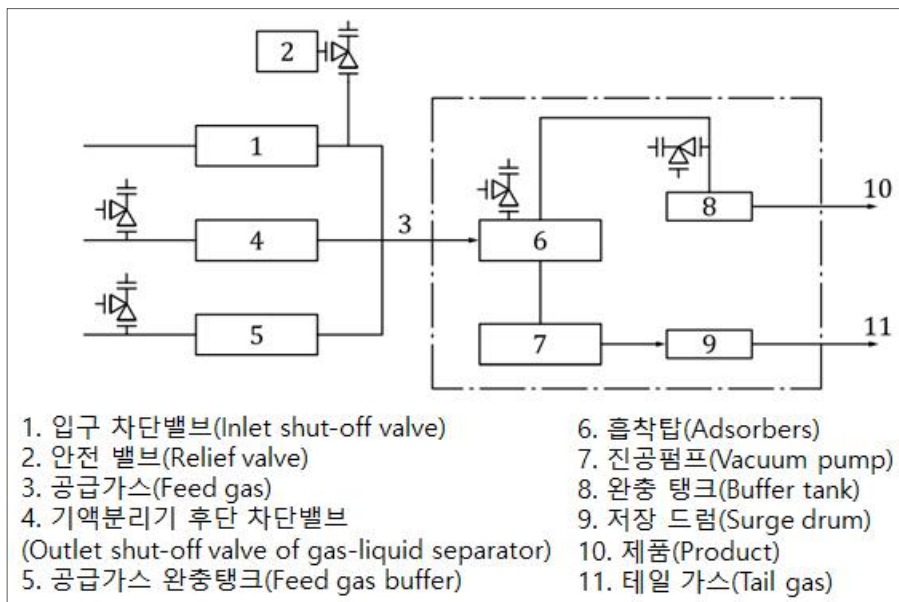 2
1
3
4
5
6
7
8
9
10
11
1. 입구 차단밸브(Inlet shut-off valve)
2. 안전 밸브(Relief valve)
3. 공급가스(Feed gas)
4. 기액분리기 후단 차단밸브
(Outlet shut-off valve of gas-liquid separator)
5. 공급가스 완충탱크(Feed gas buffer)
6. 흡착탑(Adsorbers)
7. 진공펌프(Vacuum pump)
8. 완충 탱크(Buffer tank)
9. 저장 드럼(Surge drum)
10. 제품(Product)
11. 테일 가스(Tail gas)